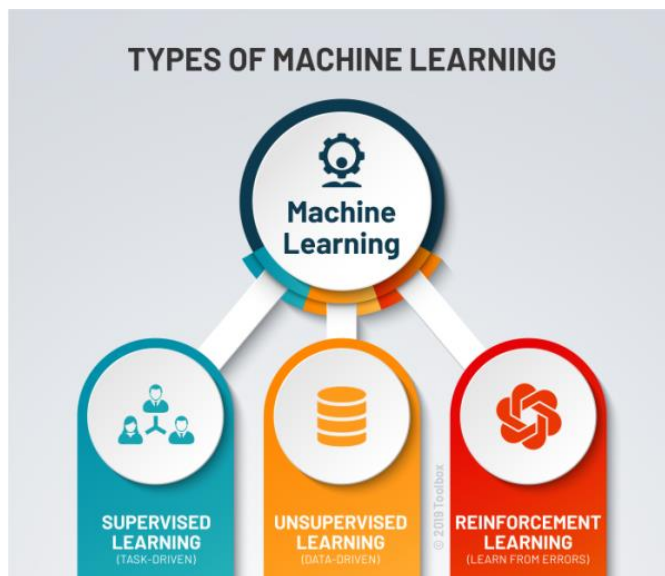 TYPES OF MACHINE LEARNING
Machine
Learning
SUPERVISED
LEARNING
(TASK-DRIVEN)
UNSUPERVISED
LEARNING
(DATA-DRIVEN)
© 2019 Toolbox
REINFORCEMENT
LEARNING
(LEARN FROM ERRORS)